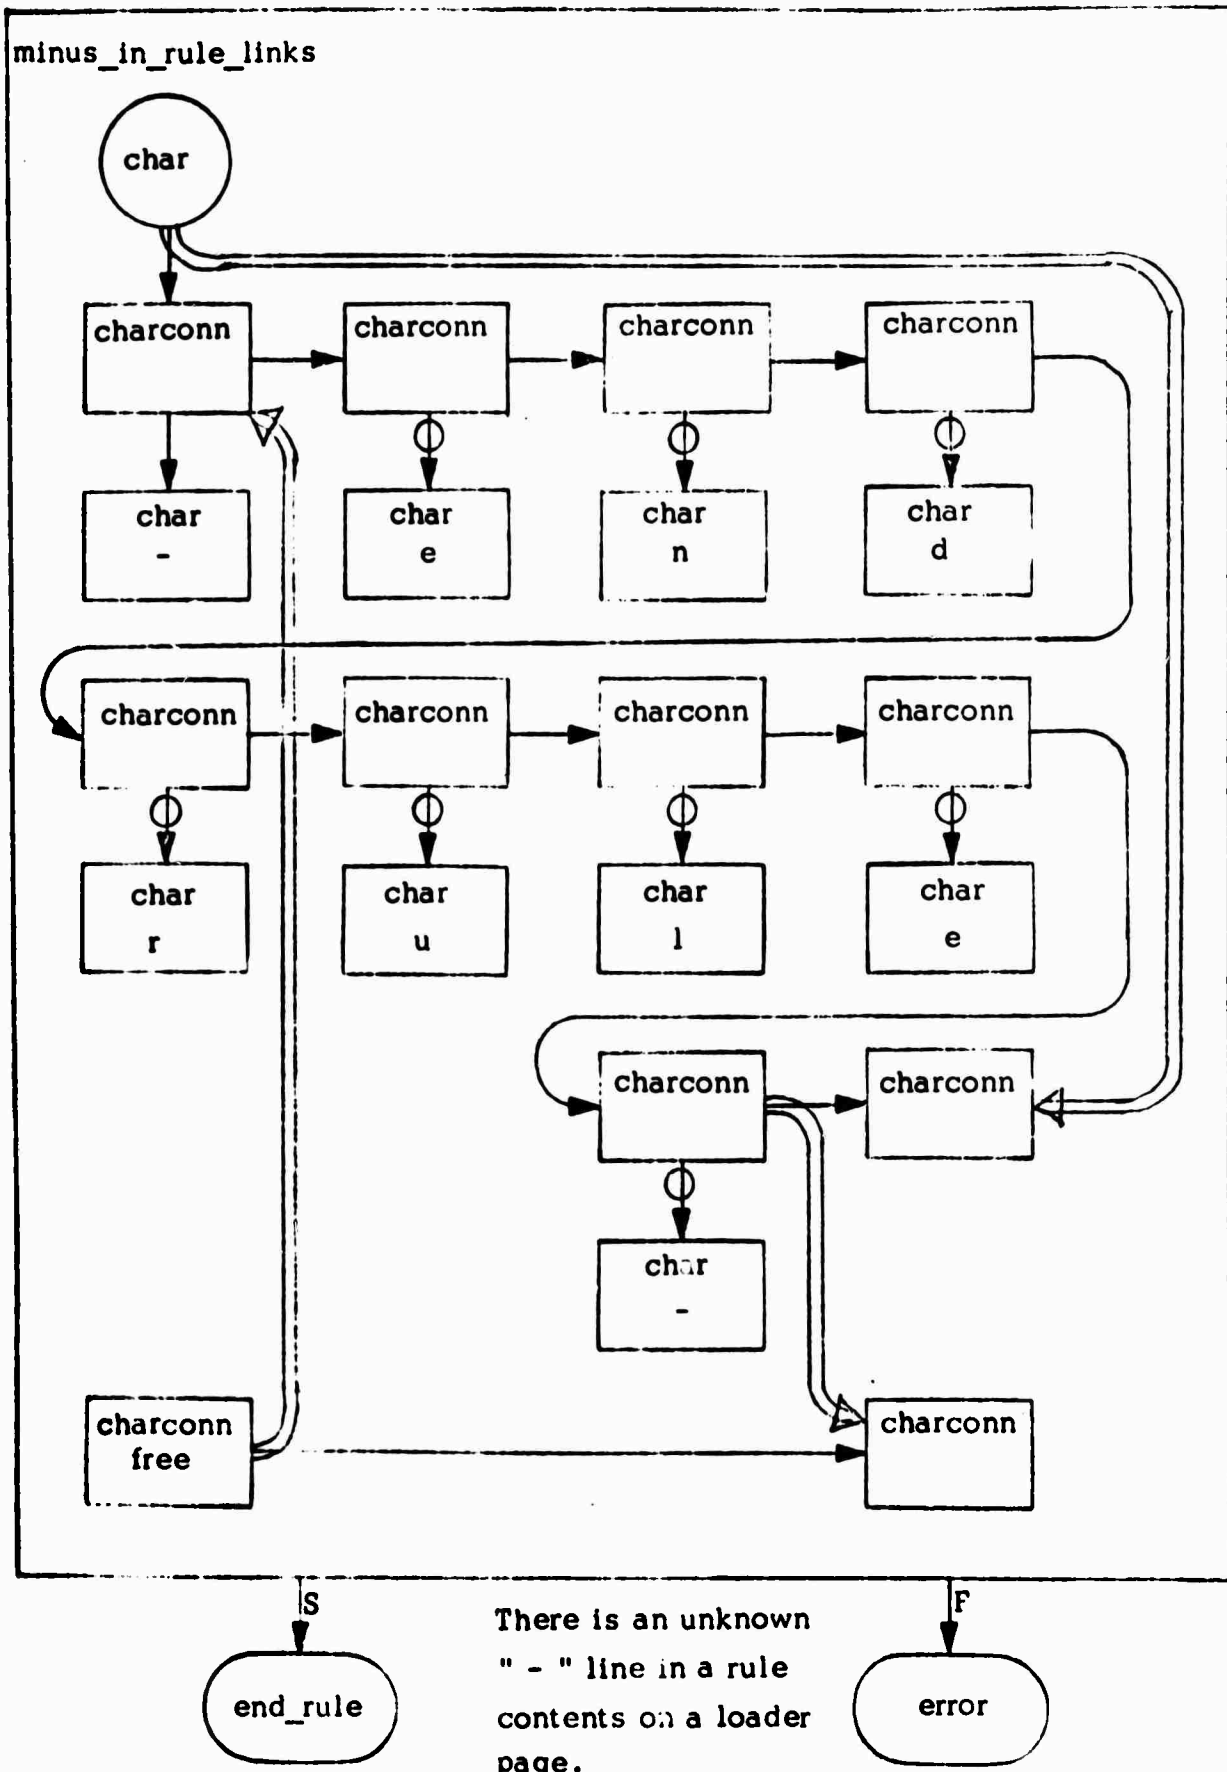 minus_in_rule_links
char
charconn charconn charconn charconn
char char char char
- e n d
charconn charconn charconn charconn
char char char char
r u l e
charconn charconn
char
-
charconn charconn
free
S F
There is an unknown
" - " line in a rule
contents on a loader
page.
end_rule error